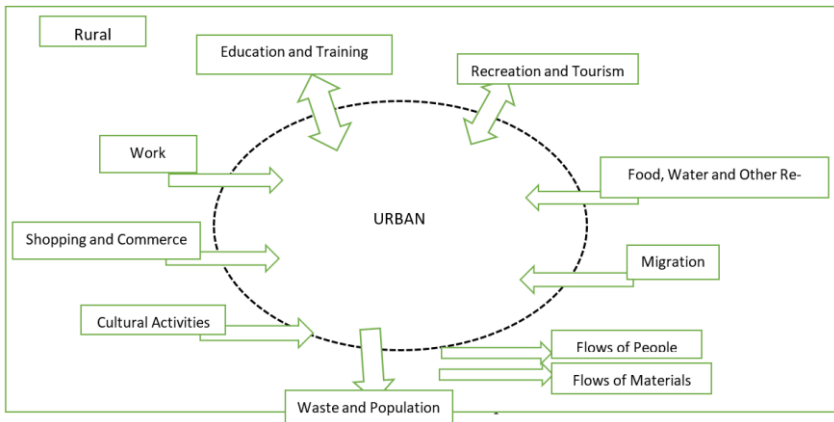 Rural
Education and Training
Recreation and Tourism
Work
Food, Water and Other Re-
URBAN
Shopping and Commerce
Migration
Cultural Activities
Flows of People
Flows of Materials
Waste and Population